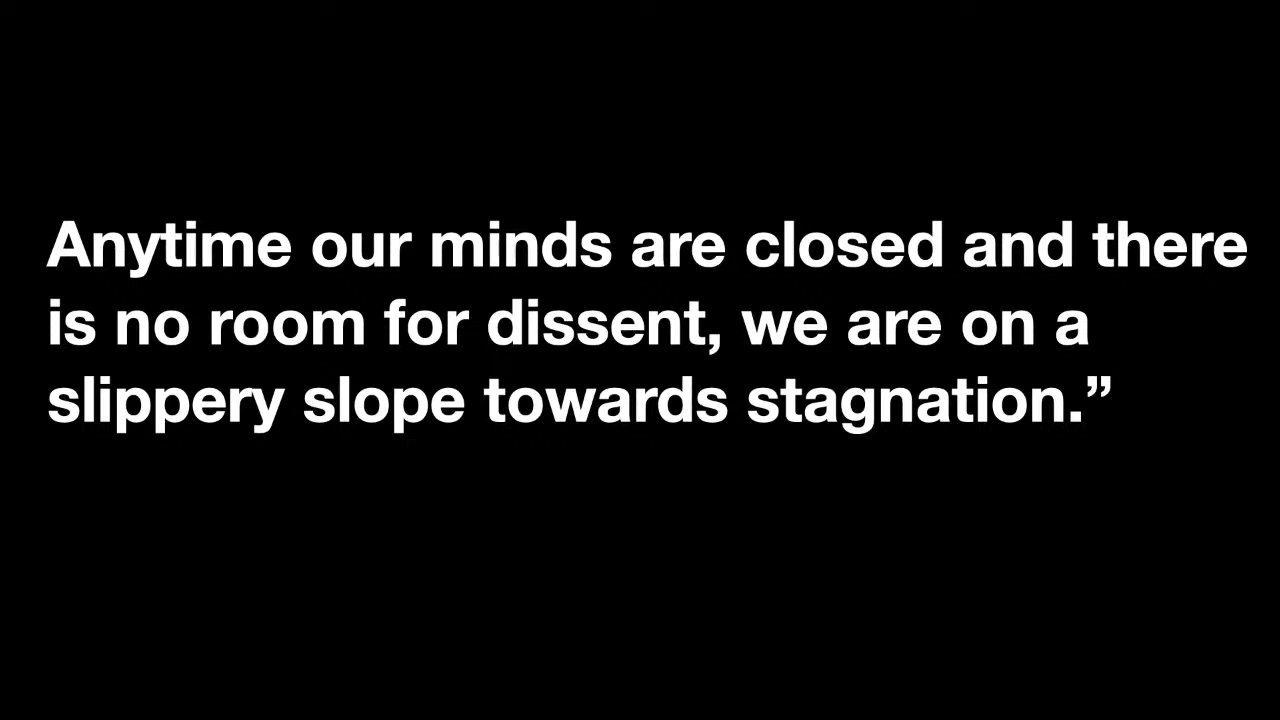 Anytime our minds are closed and there
is no room for dissent, we are on a
slippery slope towards stagnation.”